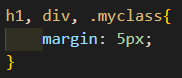 h1, div, .myclass{
    margin: 5px;
}